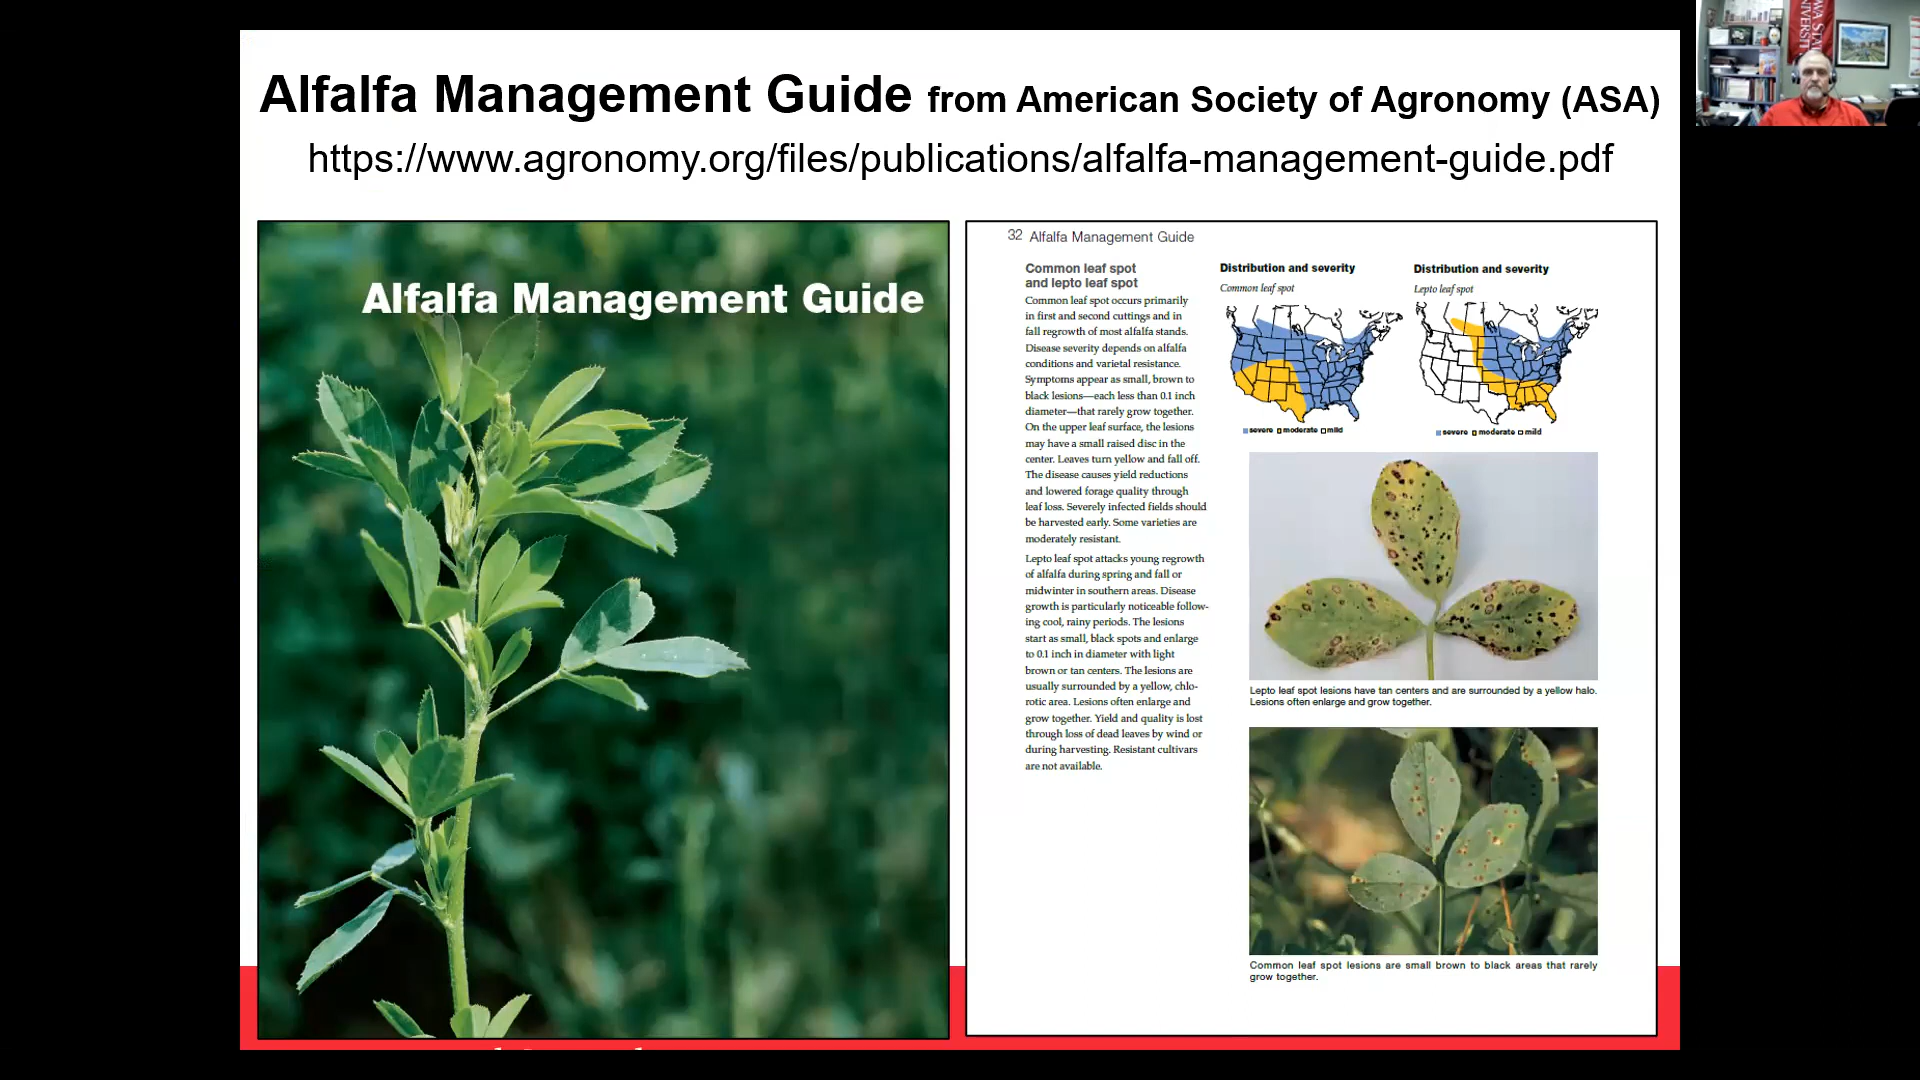 Alfalfa Management Guide from American Society of Agronomy (ASA)
https://www.agronomy.org/files/publications/alfalfa-management-guide.pdf
Alfalfa Management Guide
32 Alfalfa Management Guide
Common leaf spot
and lepto leaf spot
Common leaf spot occurs primarily
in first and second cuttings and in
fall regrowth of most alfalfa stands.
Disease severity depends on alfalfa
conditions and varietal resistance.
Symptoms appear as small, brown to
black lesions—each less than 0.1 inch
diameter—that rarely grow together.
On the upper leaf surface, the lesions
may have a small raised disc in the
center. Leaves turn yellow and fall off.
The disease causes yield reductions
and lowered forage quality through
leaf loss. Severely infected fields should
be harvested early. Some varieties are
moderately resistant.
Lepto leaf spot attacks young regrowth
of alfalfa during spring and fall or
midwinter in southern areas. Disease
growth is particularly noticeable follow-
ing cool, rainy periods. The lesions
start as small, black spots and enlarge
to 0.1 inch in diameter with light
brown or tan centers. The lesions are
usually surrounded by a yellow, chlo-
rotic area. Lesions often enlarge and
grow together. Yield and quality is lost
through loss of dead leaves by wind or
during harvesting. Resistant cultivars
are not available.
Distribution and severity
Common leaf spot
severe moderate mild
Distribution and severity
Lepto leaf spot
severe moderate mild
Lepto leaf spot lesions have tan centers and are surrounded by a yellow halo.
Lesions often enlarge and grow together.
Common leaf spot lesions are small brown to black areas that rarely
grow together.